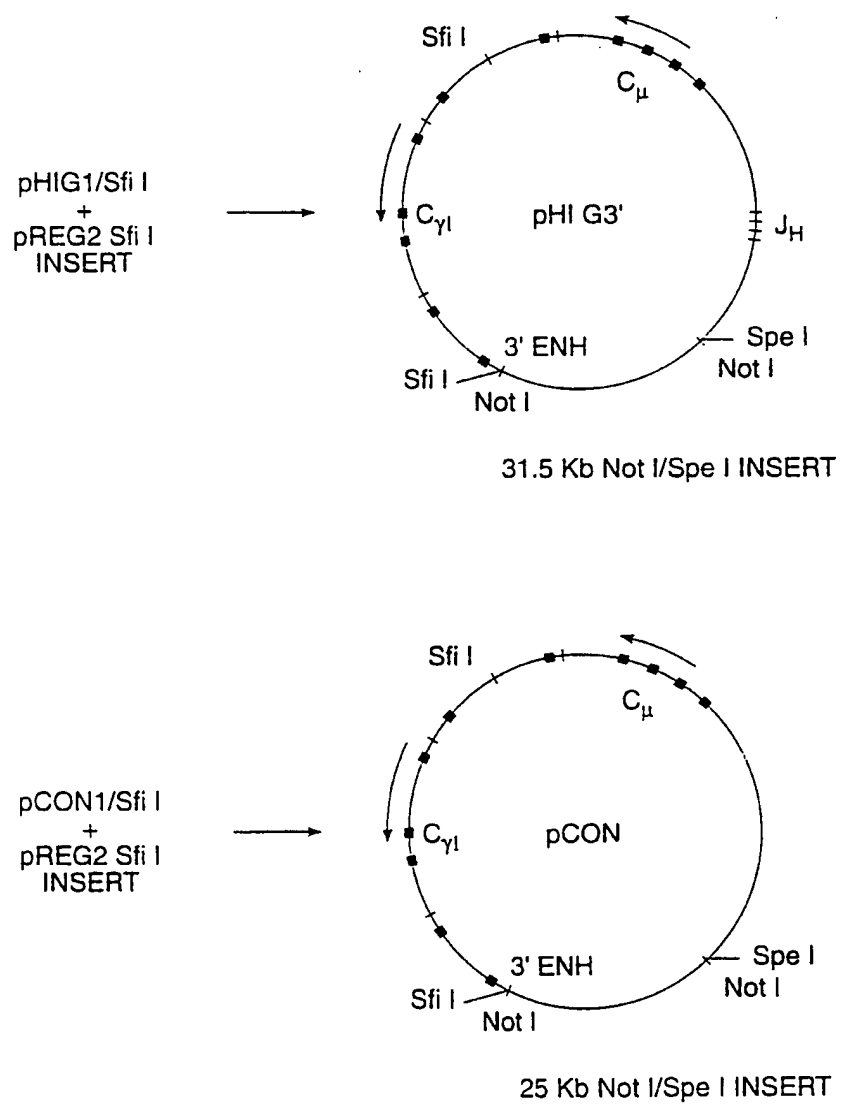 Sfi I
Cμ
pHIG1/Sfi I
+
pREG2 Sfi I
INSERT
CγI
pHI G3'
JH
3' ENH
Spe I
Sfi I
Not I
Not I
31.5 Kb Not I/Spe I INSERT
Sfi I
Cμ
pCON1/Sfi I
+
pREG2 Sfi I
INSERT
CγI
pCON
3' ENH
Spe I
Sfi I
Not I
Not I
25 Kb Not I/Spe I INSERT